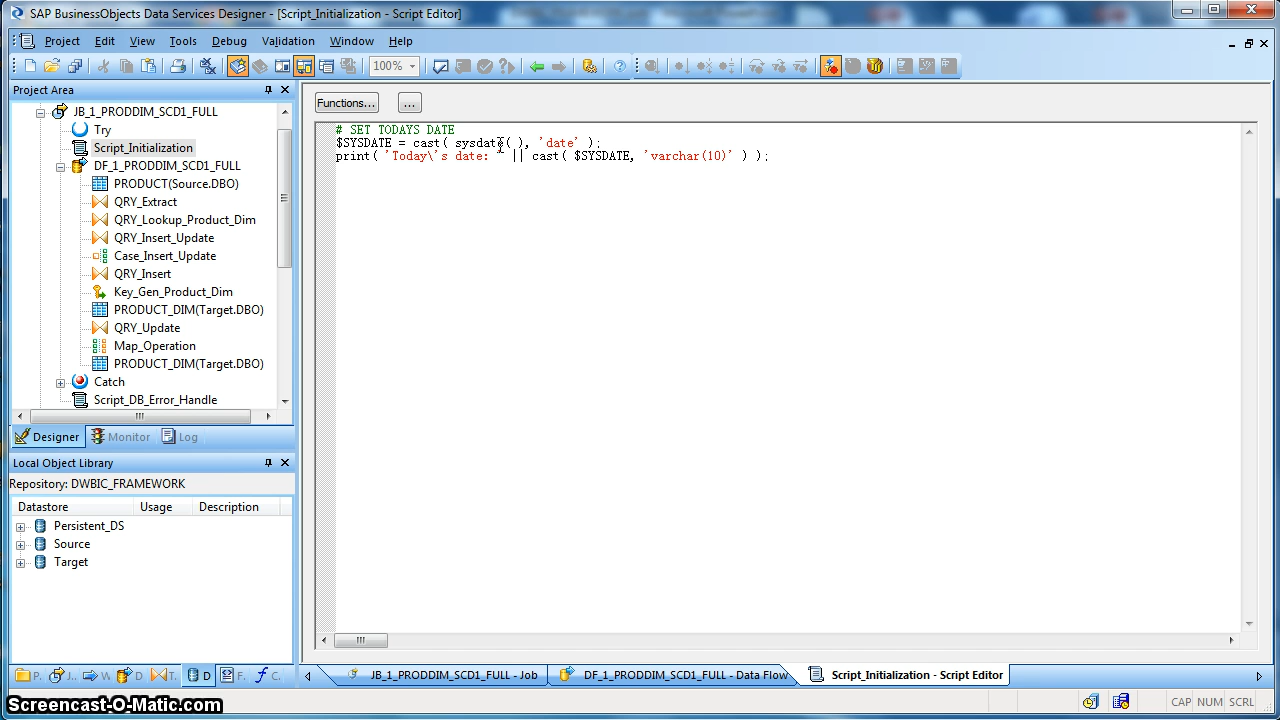 SAP BusinessObjects Data Services Designer - [Script_Initialization - Script Editor]
Project Edit View Tools Debug Validation Window Help
100%
Project Area
JB_1_PRODDIM_SCD1_FULL
Try
Script_Initialization
DF_1_PRODDIM_SCD1_FULL
PRODUCT(Source.DBO)
QRY_Extract
QRY_Lookup_Product_Dim
QRY_Insert_Update
Case_Insert_Update
QRY_Insert
Key_Gen_Product_Dim
PRODUCT_DIM(Target.DBO)
QRY_Update
Map_Operation
PRODUCT_DIM(Target.DBO)
Catch
Script_DB_Error_Handle
Designer Monitor Log
Local Object Library
Repository: DWBIC_FRAMEWORK
Datastore Usage Description
Persistent_DS
Source
Target
P. J.. W D T. D F. C.
Functions... ...
# SET TODAYS DATE
$SYSDATE = cast( sysdate( ), 'date' );
print( 'Today\'s date: ' || cast( $SYSDATE, 'varchar(10)' ) );
JB_1_PRODDIM_SCD1_FULL - Job DF_1_PRODDIM_SCD1_FULL - Data Flow Script_Initialization - Script Editor
CAP NUM SCRL
Screencast-O-Matic.com